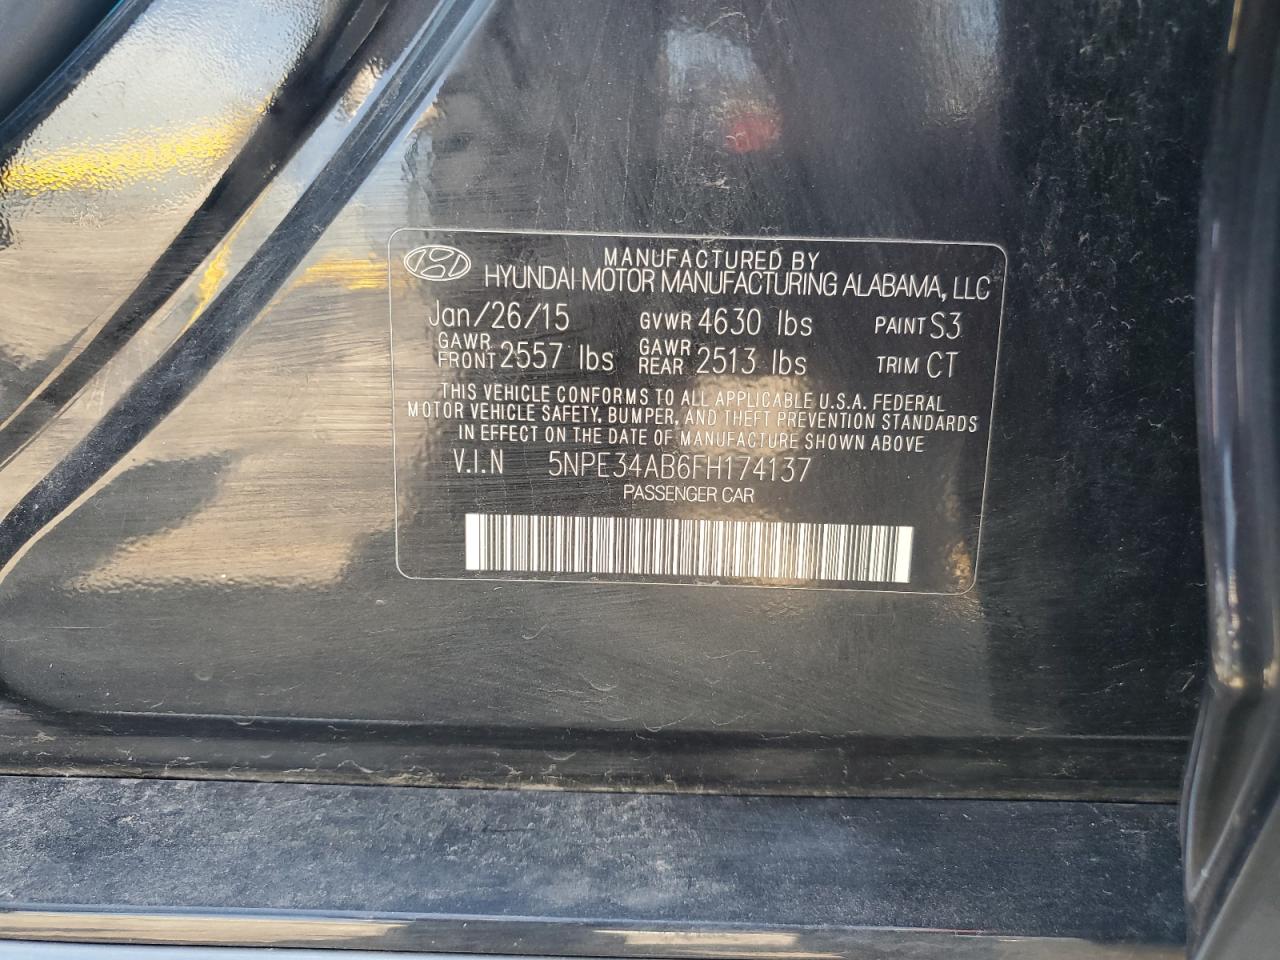 MANUFACTURED BY
HYUNDAI MOTOR MANUFACTURING ALABAMA, LLC
Jan/26/15 GVWR 4630 lbs PAINT S3
GAWR FRONT 2557 lbs GAWR REAR 2513 lbs TRIM CT
THIS VEHICLE CONFORMS TO ALL APPLICABLE U.S.A. FEDERAL
MOTOR VEHICLE SAFETY, BUMPER, AND THEFT PREVENTION STANDARDS
IN EFFECT ON THE DATE OF MANUFACTURE SHOWN ABOVE
V.I.N 5NPE34AB6FH174137
PASSENGER CAR